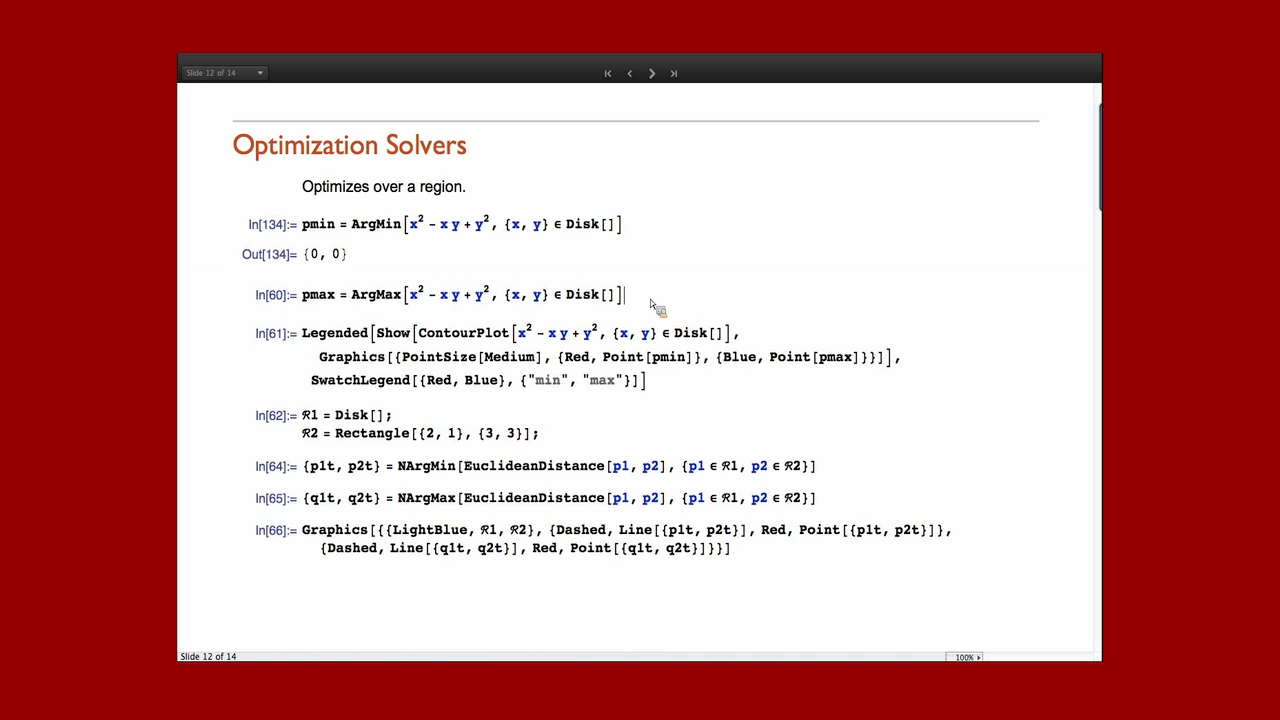 Slide 12 of 14
Optimization Solvers
Optimizes over a region.
In[134]:= pmin = ArgMin[x² - x y + y², {x, y} ∈ Disk[]]
Out[134]= {0, 0}
In[60]:= pmax = ArgMax[x² - x y + y², {x, y} ∈ Disk[]]
In[61]:= Legended[Show[ContourPlot[x² - x y + y², {x, y} ∈ Disk[]],
Graphics[{PointSize[Medium], {Red, Point[pmin]}, {Blue, Point[pmax]}}]],
SwatchLegend[{Red, Blue}, {"min", "max"}]]
In[62]:= ℛ1 = Disk[];
ℛ2 = Rectangle[{2, 1}, {3, 3}];
In[64]:= {p1t, p2t} = NArgMin[EuclideanDistance[p1, p2], {p1 ∈ ℛ1, p2 ∈ ℛ2}]
In[65]:= {q1t, q2t} = NArgMax[EuclideanDistance[p1, p2], {p1 ∈ ℛ1, p2 ∈ ℛ2}]
In[66]:= Graphics[{{LightBlue, ℛ1, ℛ2}, {Dashed, Line[{p1t, p2t}], Red, Point[{p1t, p2t}]},
{Dashed, Line[{q1t, q2t}], Red, Point[{q1t, q2t}]}}]
Slide 12 of 14
100%